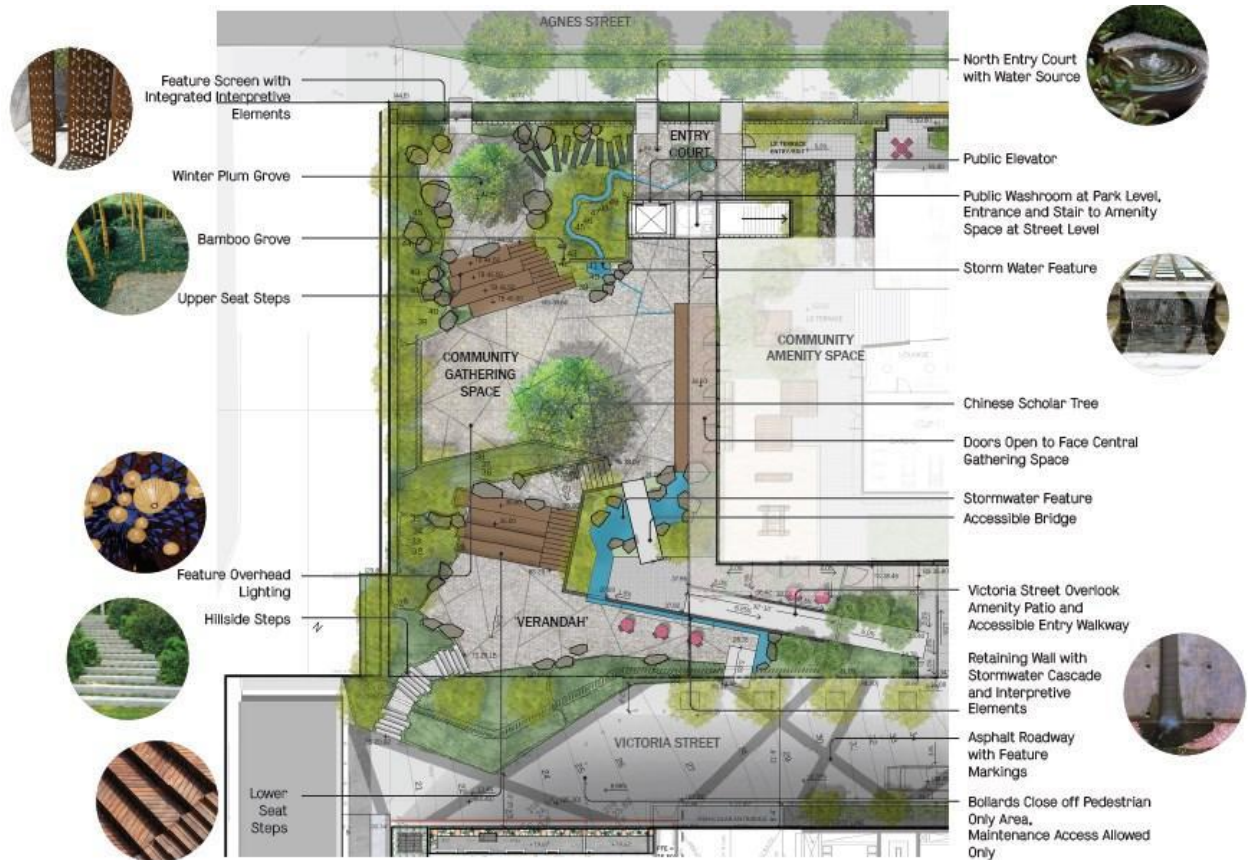 AGNES STREET
Feature Screen with
Integrated Interpretive
Elements
Winter Plum Grove
Bamboo Grove
Upper Seat Steps
Feature Overhead
Lighting
Hillside Steps
Lower
Seat
Steps
ENTRY
COURT
COMMUNITY
GATHERING
SPACE
COMMUNITY
AMENITY SPACE
VERANDAH'
VICTORIA STREET
N
North Entry Court
with Water Source
Public Elevator
Public Washroom at Park Level,
Entrance and Stair to Amenity
Space at Street Level
Storm Water Feature
Chinese Scholar Tree
Doors Open to Face Central
Gathering Space
Stormwater Feature
Accessible Bridge
Victoria Street Overlook
Amenity Patio and
Accessible Entry Walkway
Retaining Wall with
Stormwater Cascade
and Interpretive
Elements
Asphalt Roadway
with Feature
Markings
Bollards Close off Pedestrian
Only Area,
Maintenance Access Allowed
Only